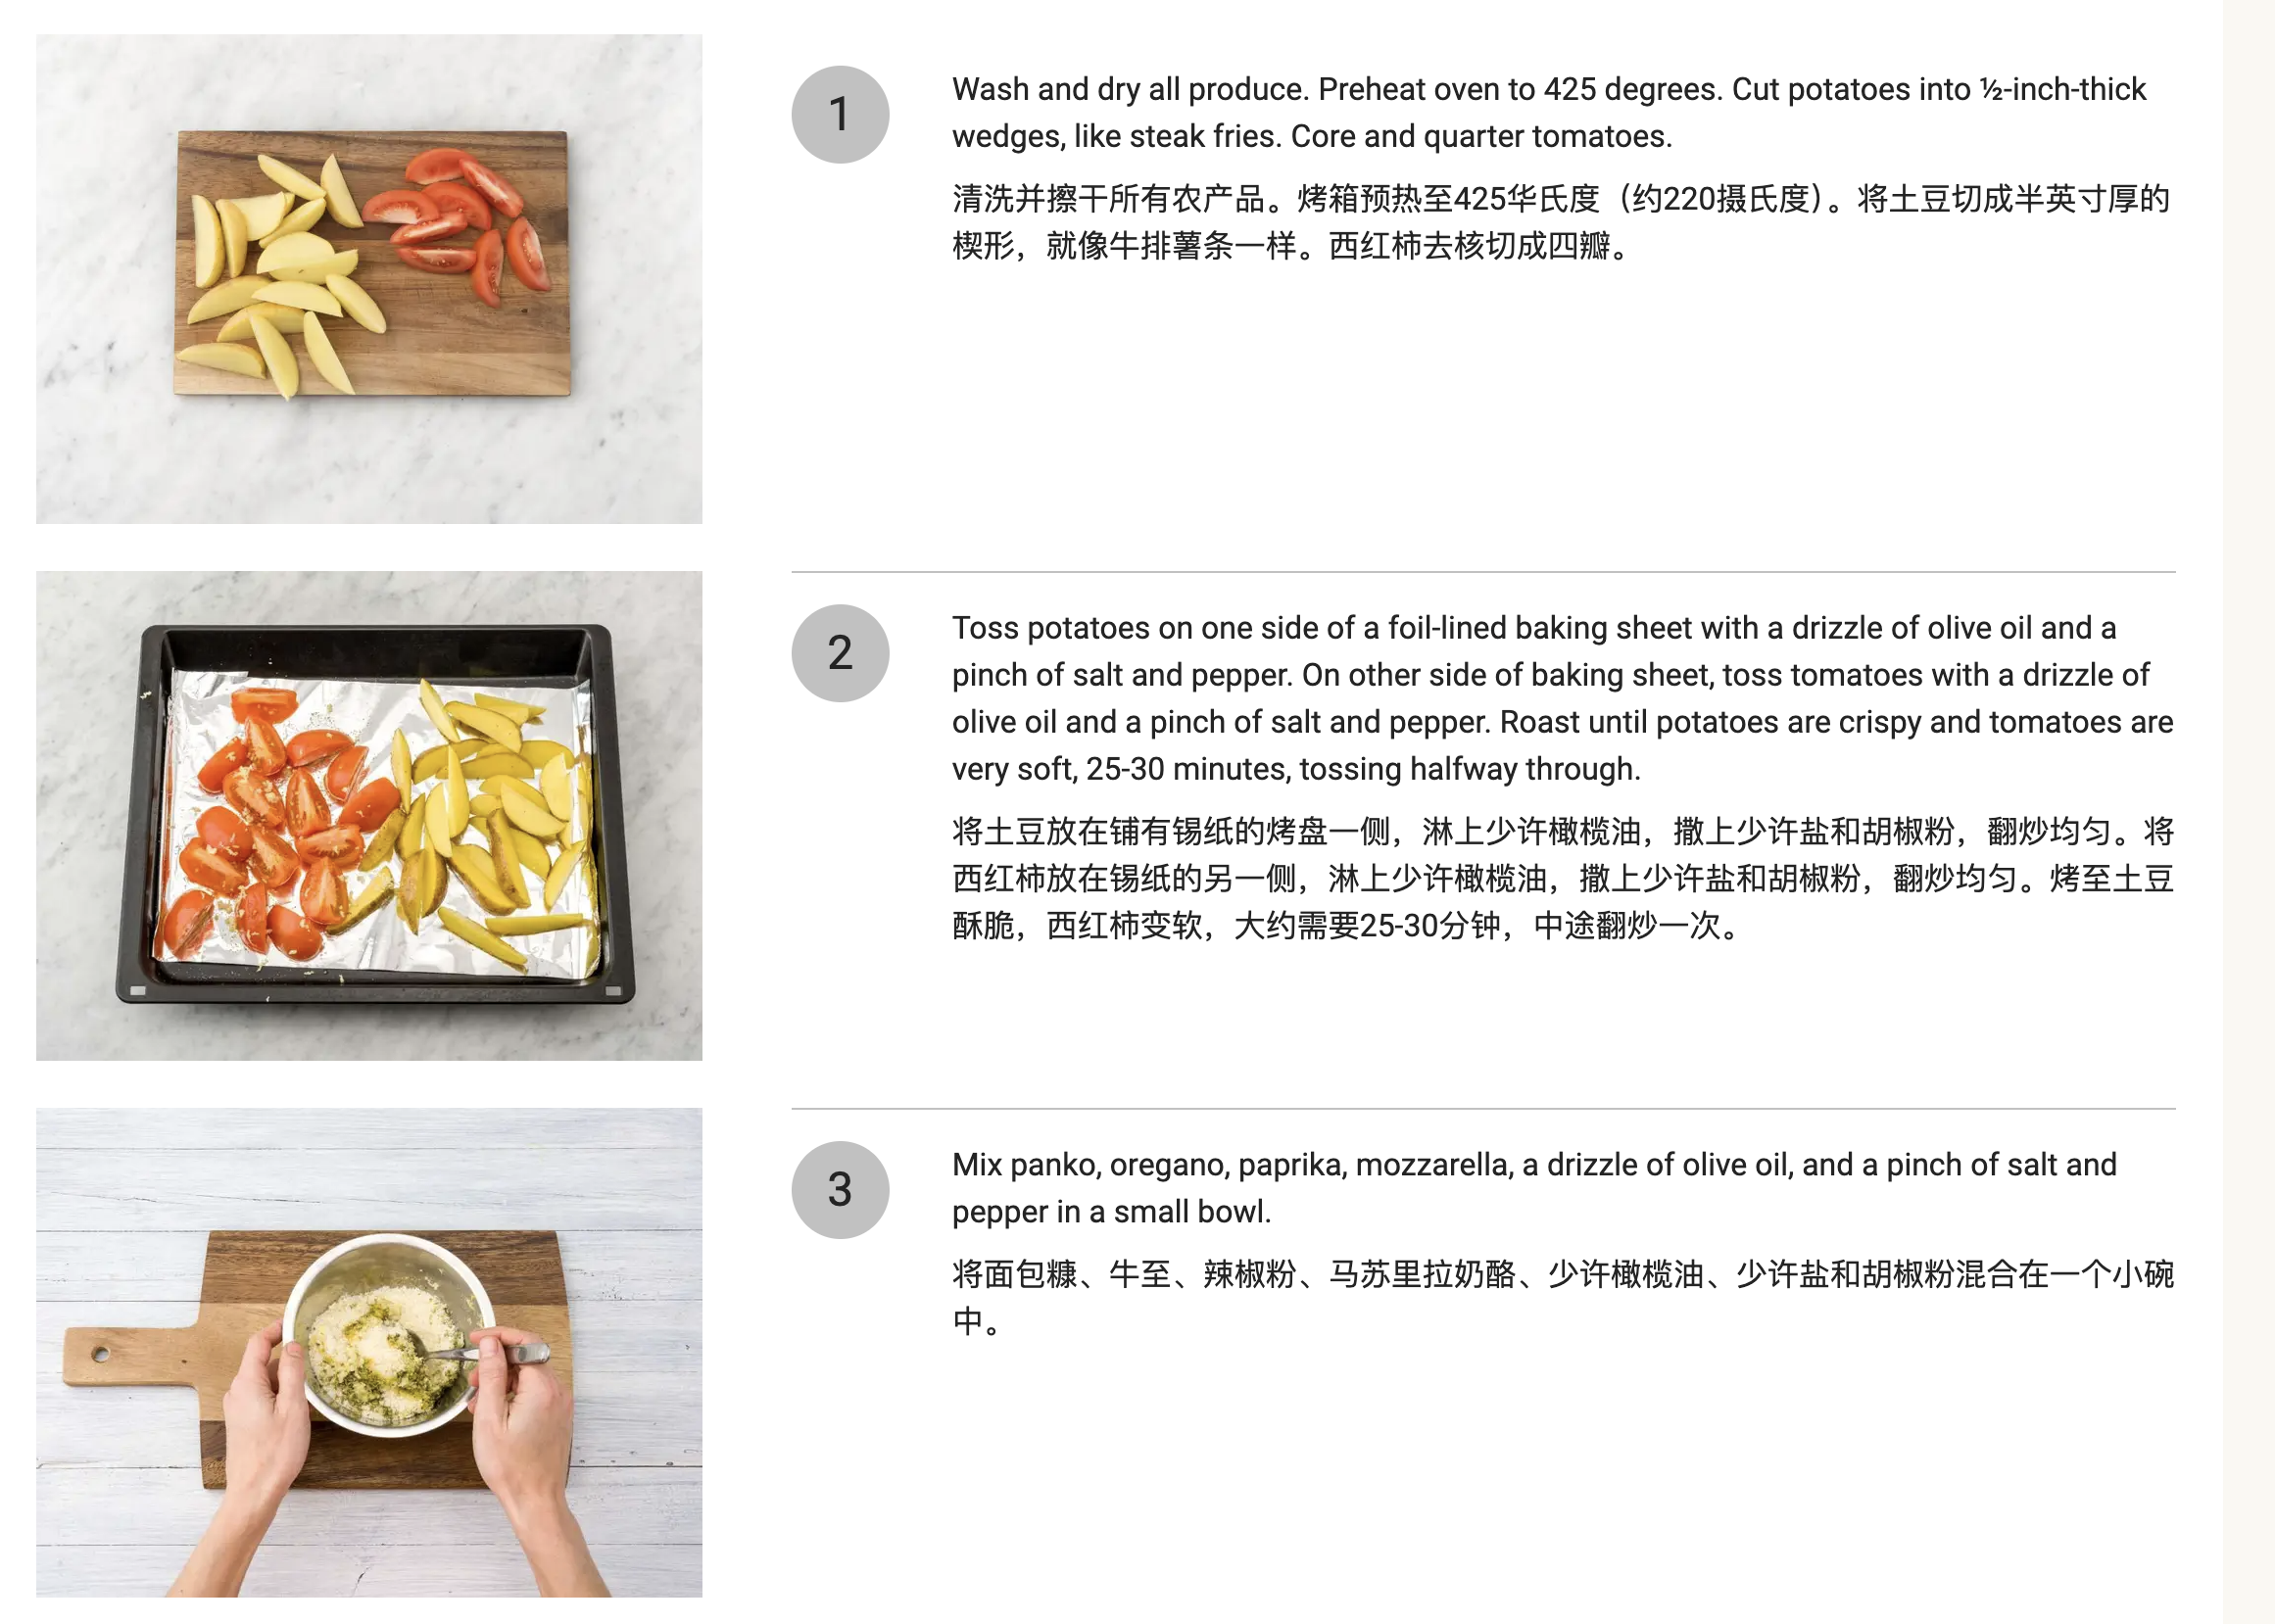 1
Wash and dry all produce. Preheat oven to 425 degrees. Cut potatoes into ½-inch-thick
wedges, like steak fries. Core and quarter tomatoes.
清洗并擦干所有农产品。烤箱预热至425华氏度（约220摄氏度）。将土豆切成半英寸厚的
楔形，就像牛排薯条一样。西红柿去核切成四瓣。
2
Toss potatoes on one side of a foil-lined baking sheet with a drizzle of olive oil and a
pinch of salt and pepper. On other side of baking sheet, toss tomatoes with a drizzle of
olive oil and a pinch of salt and pepper. Roast until potatoes are crispy and tomatoes are
very soft, 25-30 minutes, tossing halfway through.
将土豆放在铺有锡纸的烤盘一侧，淋上少许橄榄油，撒上少许盐和胡椒粉，翻炒均匀。将
西红柿放在锡纸的另一侧，淋上少许橄榄油，撒上少许盐和胡椒粉，翻炒均匀。烤至土豆
酥脆，西红柿变软，大约需要25-30分钟，中途翻炒一次。
3
Mix panko, oregano, paprika, mozzarella, a drizzle of olive oil, and a pinch of salt and
pepper in a small bowl.
将面包糠、牛至、辣椒粉、马苏里拉奶酪、少许橄榄油、少许盐和胡椒粉混合在一个小碗
中。